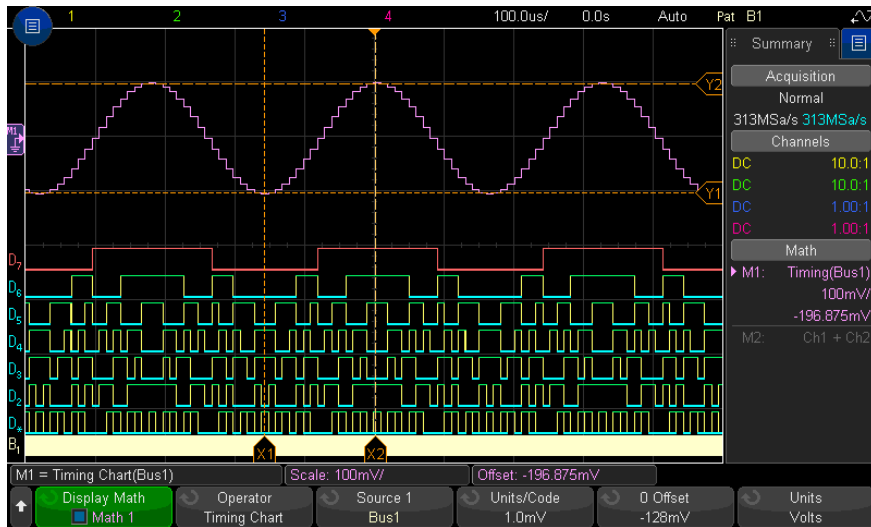 1 2 3 4 100.0us/ 0.0s Auto Pat B1
Summary
Acquisition
Normal
313MSa/s 313MSa/s
Channels
DC 10.0:1
DC 10.0:1
DC 1.00:1
DC 1.00:1
Math
M1: Timing(Bus1)
100mV/
-196.875mV
M2: Ch1 + Ch2
Y2
M1
Y1
D7
D6
D5
D4
D3
D2
D*
B1
X1 X2
M1 = Timing Chart(Bus1) Scale: 100mV/ Offset: -196.875mV
Display Math Operator Source 1 Units/Code 0 Offset Units
Math 1 Timing Chart Bus1 1.0mV -128mV Volts